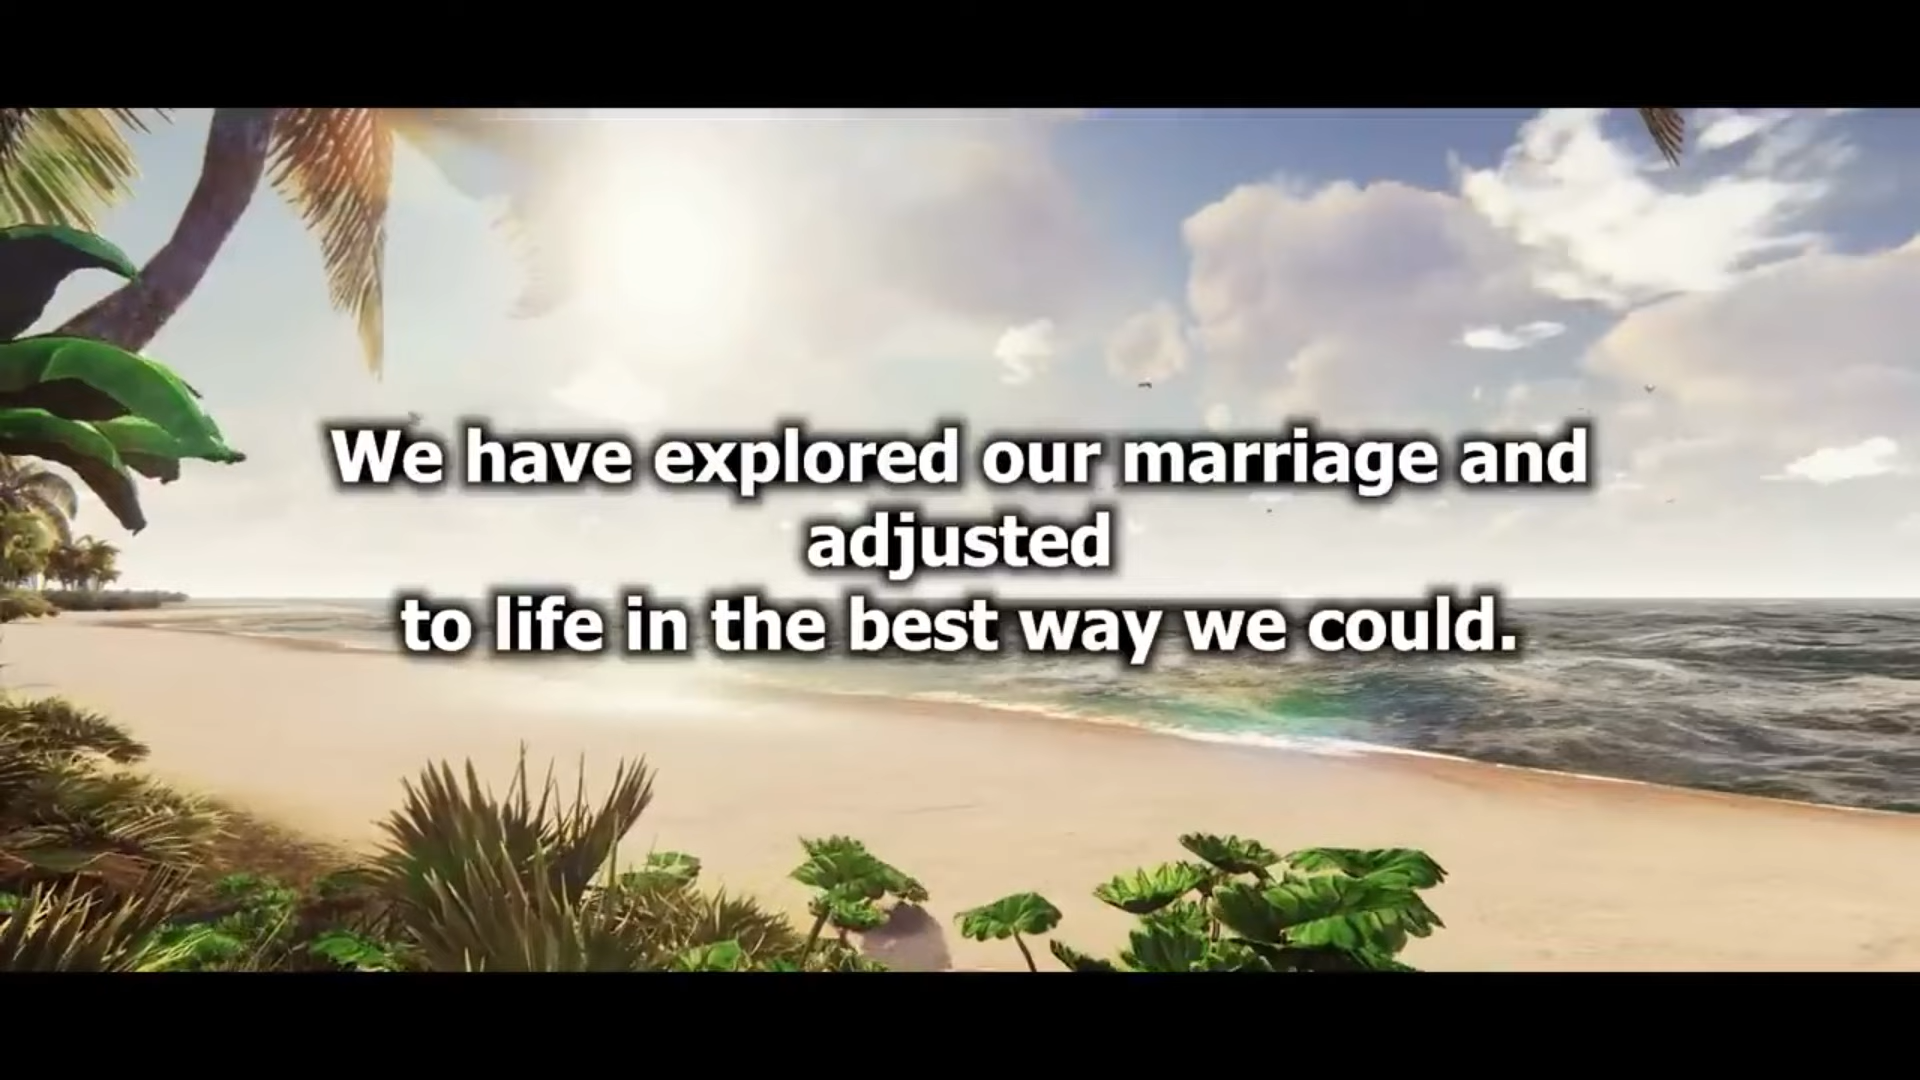 We have explored our marriage and
adjusted
to life in the best way we could.